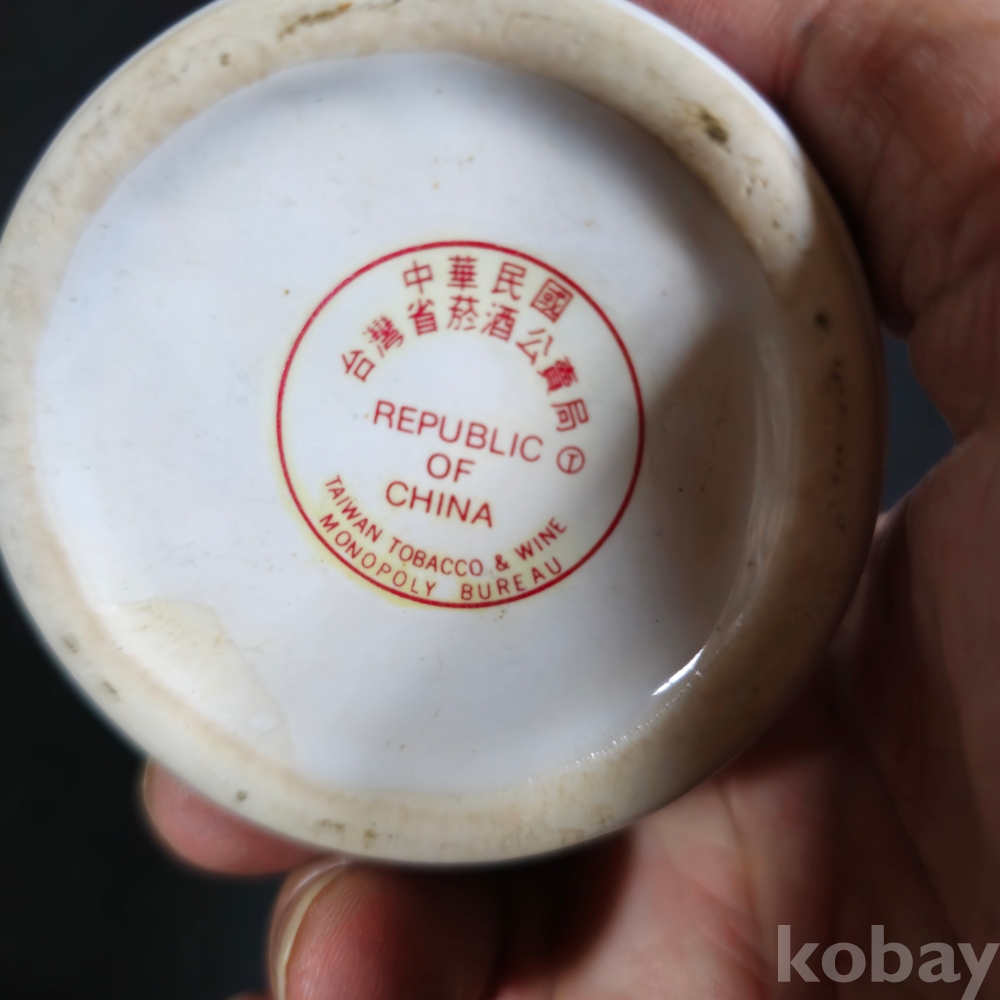 中華民國
台灣省菸酒公賣局
REPUBLIC
OF
CHINA
Ⓣ
TAIWAN TOBACCO & WINE
MONOPOLY BUREAU
kobay